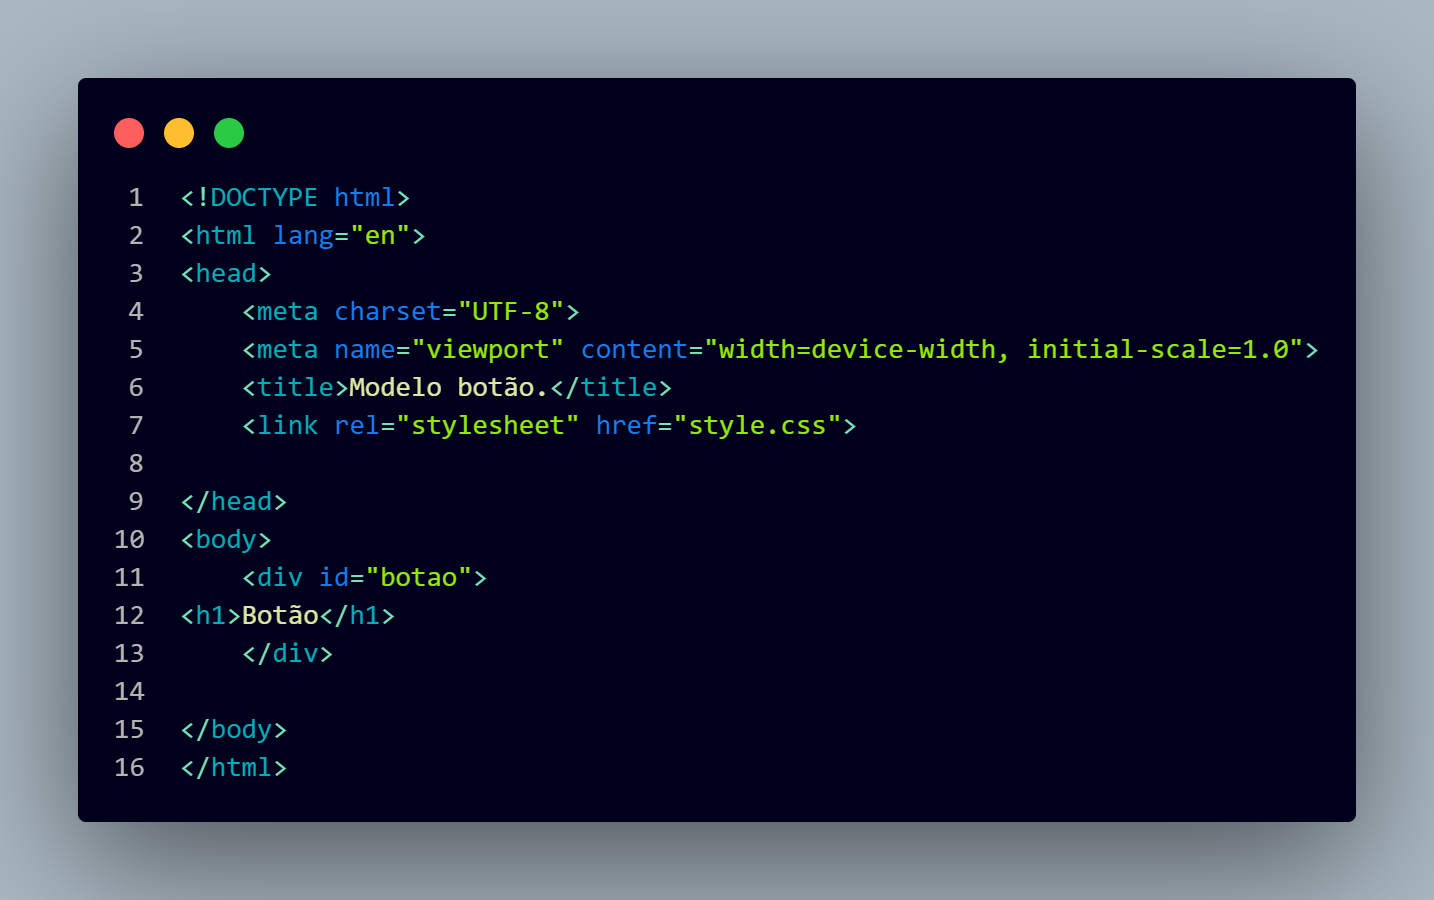 1 <!DOCTYPE html>
2 <html lang="en">
3 <head>
4     <meta charset="UTF-8">
5     <meta name="viewport" content="width=device-width, initial-scale=1.0">
6     <title>Modelo botão.</title>
7     <link rel="stylesheet" href="style.css">
8
9 </head>
10 <body>
11     <div id="botao">
12 <h1>Botão</h1>
13     </div>
14
15 </body>
16 </html>